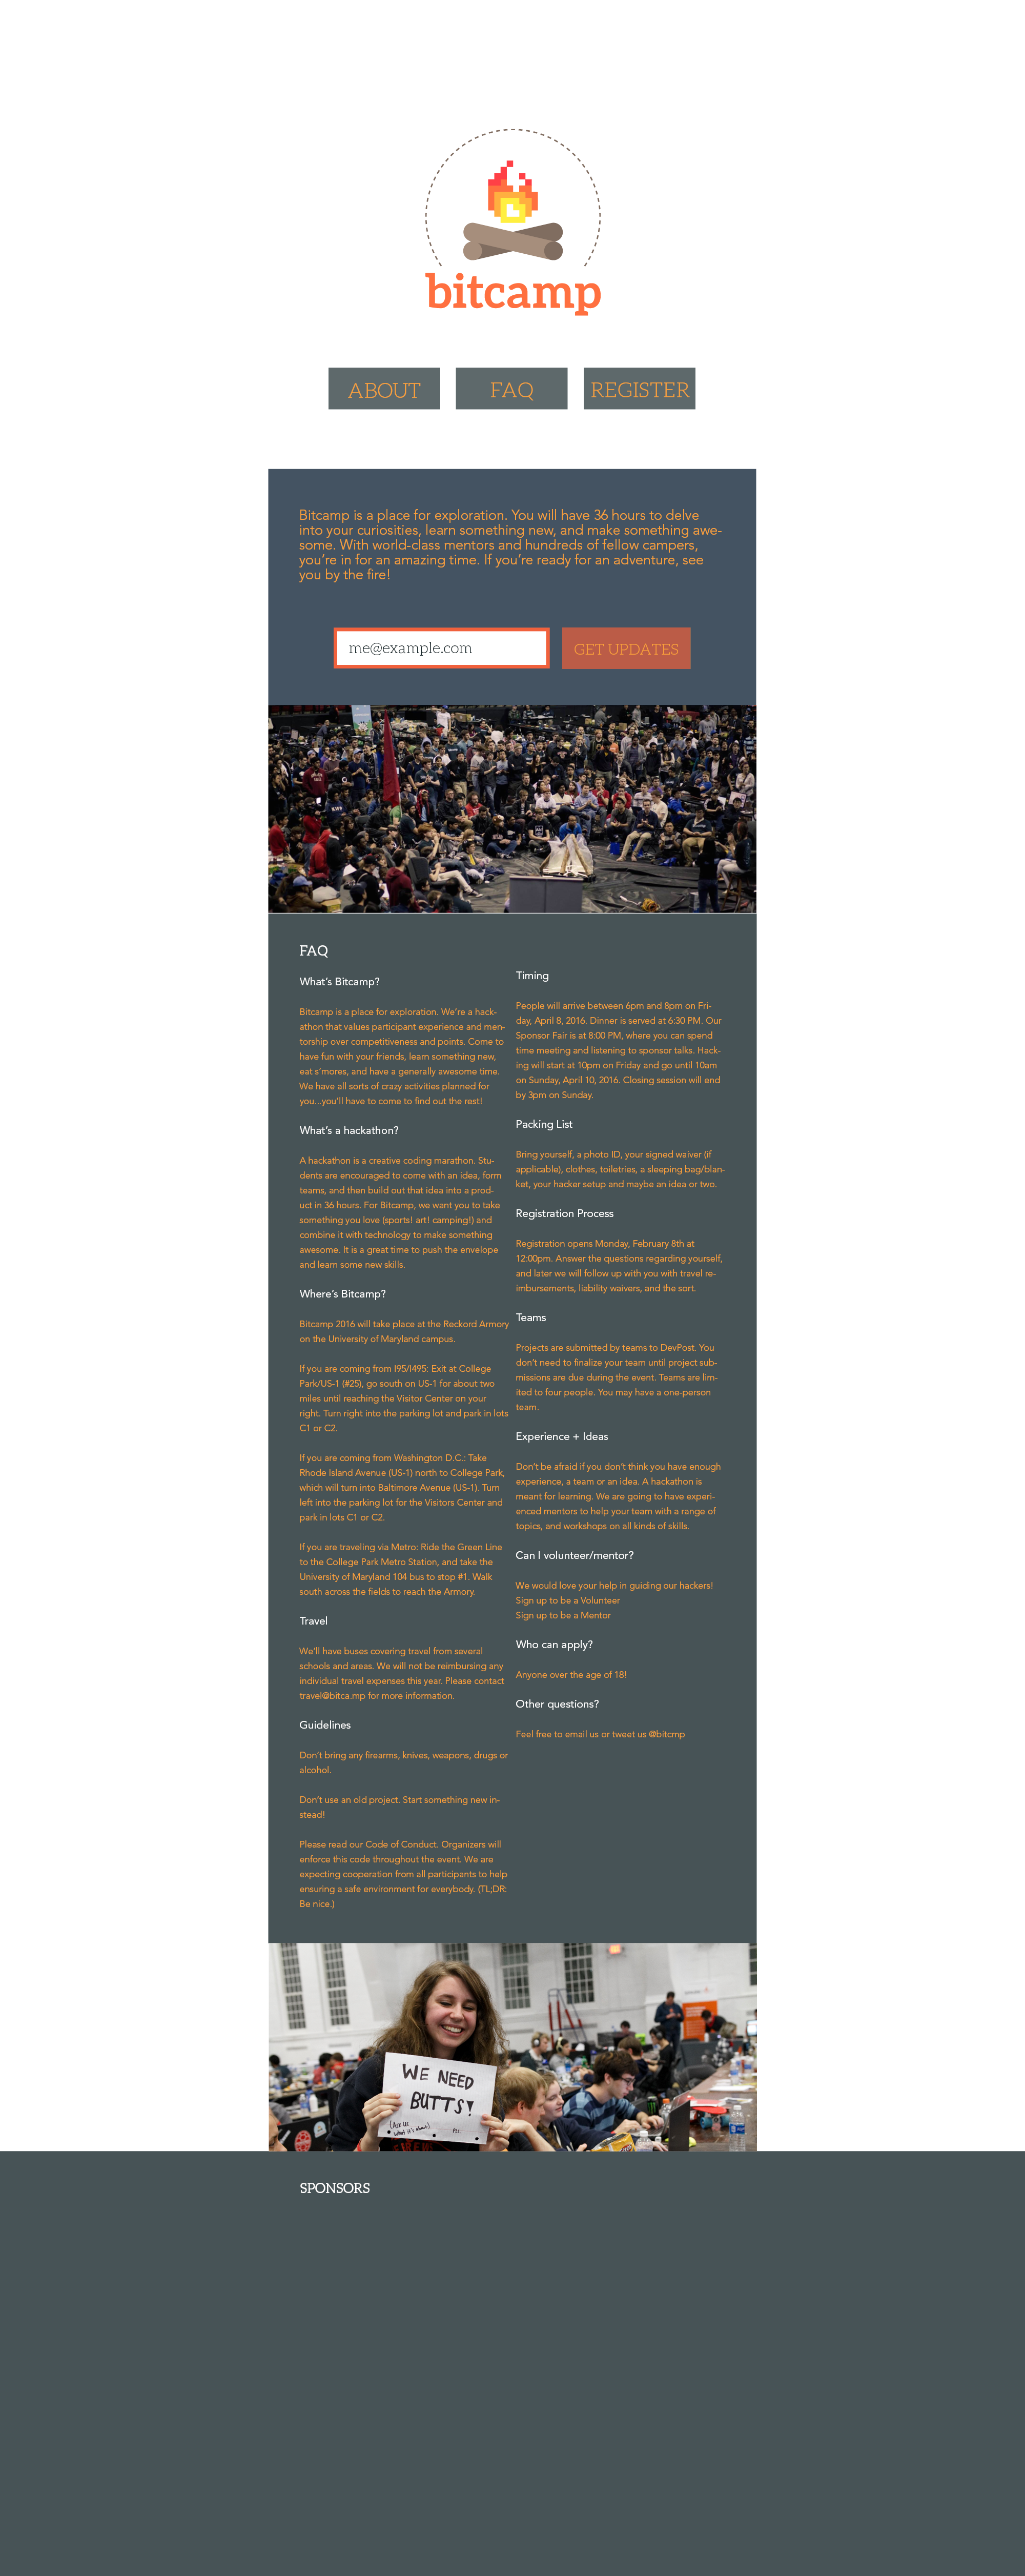 bitcamp
ABOUT
FAQ
REGISTER
Bitcamp is a place for exploration. You will have 36 hours to delve
into your curiosities, learn something new, and make something awe-
some. With world-class mentors and hundreds of fellow campers,
you’re in for an amazing time. If you’re ready for an adventure, see
you by the fire!
me@example.com
GET UPDATES
FAQ
What’s Bitcamp?
Bitcamp is a place for exploration. We’re a hack-
athon that values participant experience and men-
torship over competitiveness and points. Come to
have fun with your friends, learn something new,
eat s’mores, and have a generally awesome time.
We have all sorts of crazy activities planned for
you...you’ll have to come to find out the rest!
What’s a hackathon?
A hackathon is a creative coding marathon. Stu-
dents are encouraged to come with an idea, form
teams, and then build out that idea into a prod-
uct in 36 hours. For Bitcamp, we want you to take
something you love (sports! art! camping!) and
combine it with technology to make something
awesome. It is a great time to push the envelope
and learn some new skills.
Where’s Bitcamp?
Bitcamp 2016 will take place at the Reckord Armory
on the University of Maryland campus.
If you are coming from I95/I495: Exit at College
Park/US-1 (#25), go south on US-1 for about two
miles until reaching the Visitor Center on your
right. Turn right into the parking lot and park in lots
C1 or C2.
If you are coming from Washington D.C.: Take
Rhode Island Avenue (US-1) north to College Park,
which will turn into Baltimore Avenue (US-1). Turn
left into the parking lot for the Visitors Center and
park in lots C1 or C2.
If you are traveling via Metro: Ride the Green Line
to the College Park Metro Station, and take the
University of Maryland 104 bus to stop #1. Walk
south across the fields to reach the Armory.
Travel
We’ll have buses covering travel from several
schools and areas. We will not be reimbursing any
individual travel expenses this year. Please contact
travel@bitca.mp for more information.
Guidelines
Don’t bring any firearms, knives, weapons, drugs or
alcohol.
Don’t use an old project. Start something new in-
stead!
Please read our Code of Conduct. Organizers will
enforce this code throughout the event. We are
expecting cooperation from all participants to help
ensuring a safe environment for everybody. (TL;DR:
Be nice.)
Timing
People will arrive between 6pm and 8pm on Fri-
day, April 8, 2016. Dinner is served at 6:30 PM. Our
Sponsor Fair is at 8:00 PM, where you can spend
time meeting and listening to sponsor talks. Hack-
ing will start at 10pm on Friday and go until 10am
on Sunday, April 10, 2016. Closing session will end
by 3pm on Sunday.
Packing List
Bring yourself, a photo ID, your signed waiver (if
applicable), clothes, toiletries, a sleeping bag/blan-
ket, your hacker setup and maybe an idea or two.
Registration Process
Registration opens Monday, February 8th at
12:00pm. Answer the questions regarding yourself,
and later we will follow up with you with travel re-
imbursements, liability waivers, and the sort.
Teams
Projects are submitted by teams to DevPost. You
don’t need to finalize your team until project sub-
missions are due during the event. Teams are lim-
ited to four people. You may have a one-person
team.
Experience + Ideas
Don’t be afraid if you don’t think you have enough
experience, a team or an idea. A hackathon is
meant for learning. We are going to have experi-
enced mentors to help your team with a range of
topics, and workshops on all kinds of skills.
Can I volunteer/mentor?
We would love your help in guiding our hackers!
Sign up to be a Volunteer
Sign up to be a Mentor
Who can apply?
Anyone over the age of 18!
Other questions?
Feel free to email us or tweet us @bitcmp
WE NEED
BUTTS!
(Ask us
what it's about)
SPONSORS